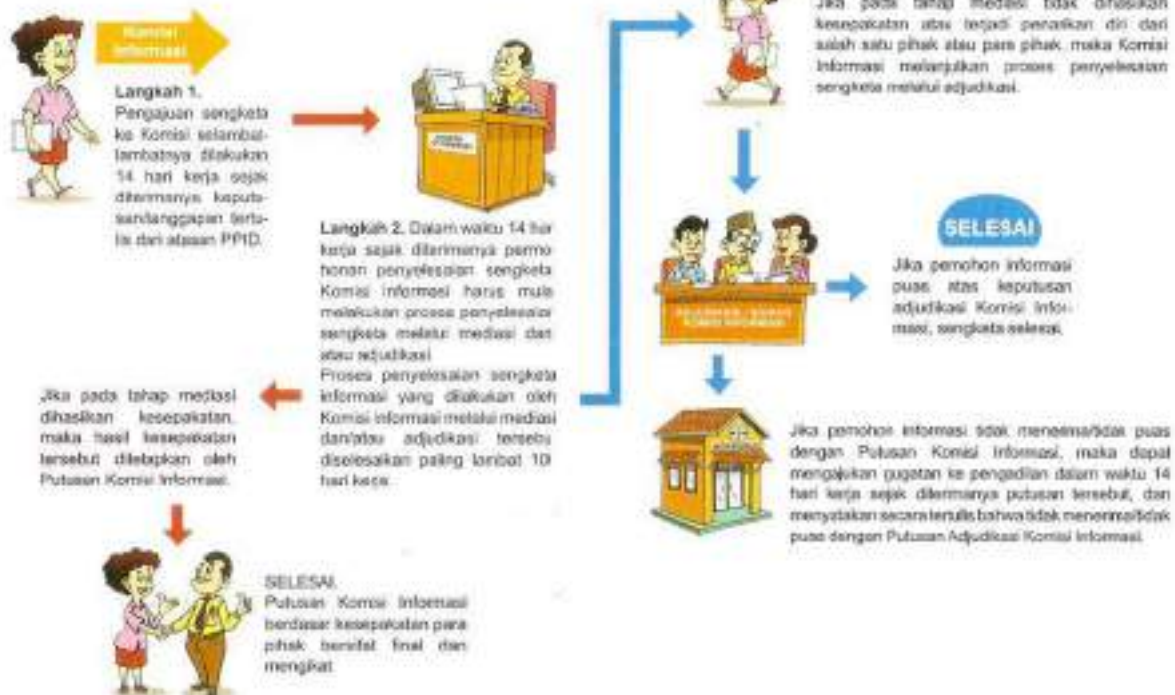 Komisi
Informasi
Langkah 1.
Pengajuan sengketa
ke Komisi selambat-
lambatnya dilakukan
14 hari kerja sejak
diterimanya keputu-
san/tanggapan tertu-
lis dari atasan PPID.
Langkah 2. Dalam waktu 14 har
kerja sejak diterimanya permo
honan penyelesaian sengketa
Komisi informasi harus mula
melakukan proses penyelesaiar
sengketa melalui mediasi dan
atau adjudikasi
Proses penyelesaian sengketa
informasi yang dilakukan oleh
Komisi informasi melalui mediasi
dan/atau adjudikasi tersebu
diselesaikan paling lambat 10
hari kerja.
Jika pada tahap mediasi
dihasilkan kesepakatan,
maka hasil kesepakatan
tersebut ditetapkan oleh
Putusan Komisi Informasi.
SELESAI.
Putusan Komisi Informasi
berdasar kesepakatan para
pihak bersifat final dan
mengikat
Jika pada tahap mediasi tidak dihasilkan
kesepakatan atau terjadi penarikan diri dari
salah satu pihak atau para pihak, maka Komisi
Informasi melanjutkan proses penyelesaian
sengketa melalui adjudikasi.
SELESAI
Jika pemohon informasi
puas atas keputusan
adjudikasi Komisi Infor-
masi, sengketa selesai.
Jika pemohon informasi tidak menerima/tidak puas
dengan Putusan Komisi Informasi, maka dapat
mengajukan gugatan ke pengadilan dalam waktu 14
hari kerja sejak diterimanya putusan tersebut, dan
menyatakan secara tertulis bahwa tidak menerima/tidak
puas dengan Putusan Adjudikasi Komisi Informasi.